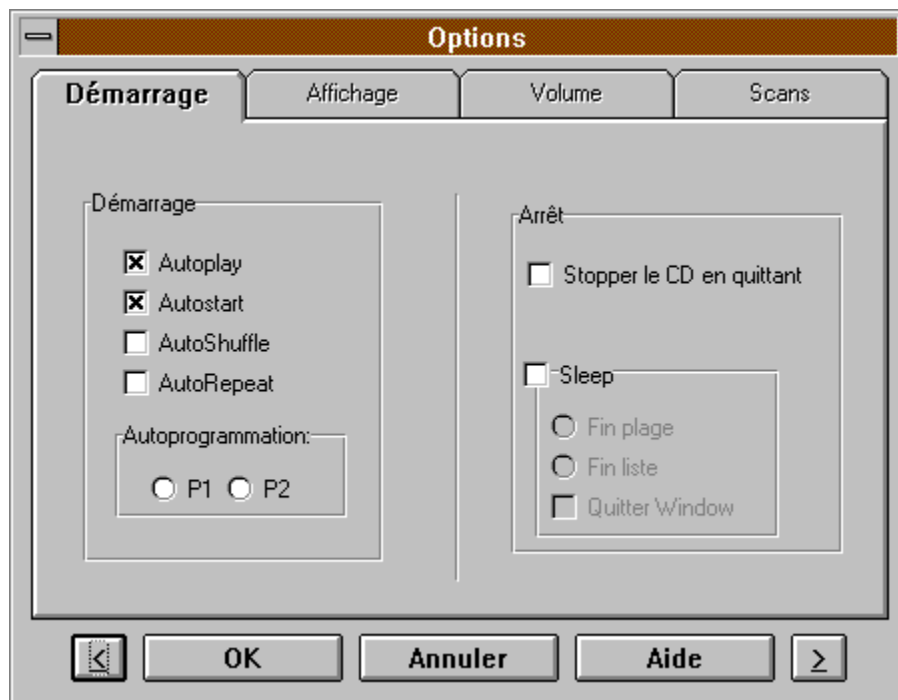 Options
Démarrage
Affichage
Volume
Scans
Démarrage
Autoplay
Autostart
AutoShuffle
AutoRepeat
Autoprogrammation:
P1
P2
Arrêt
Stopper le CD en quittant
Sleep
Fin plage
Fin liste
Quitter Window
<
OK
Annuler
Aide
>